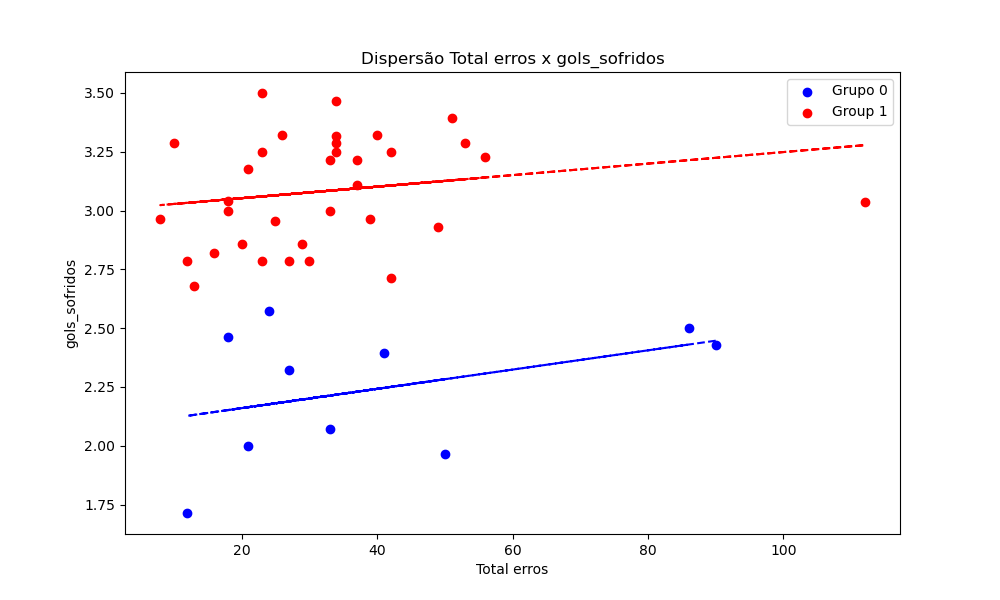 Dispersão Total erros x gols_sofridos
Grupo 0
Group 1
gols_sofridos
3.50
3.25
3.00
2.75
2.50
2.25
2.00
1.75
20 40 60 80 100
Total erros